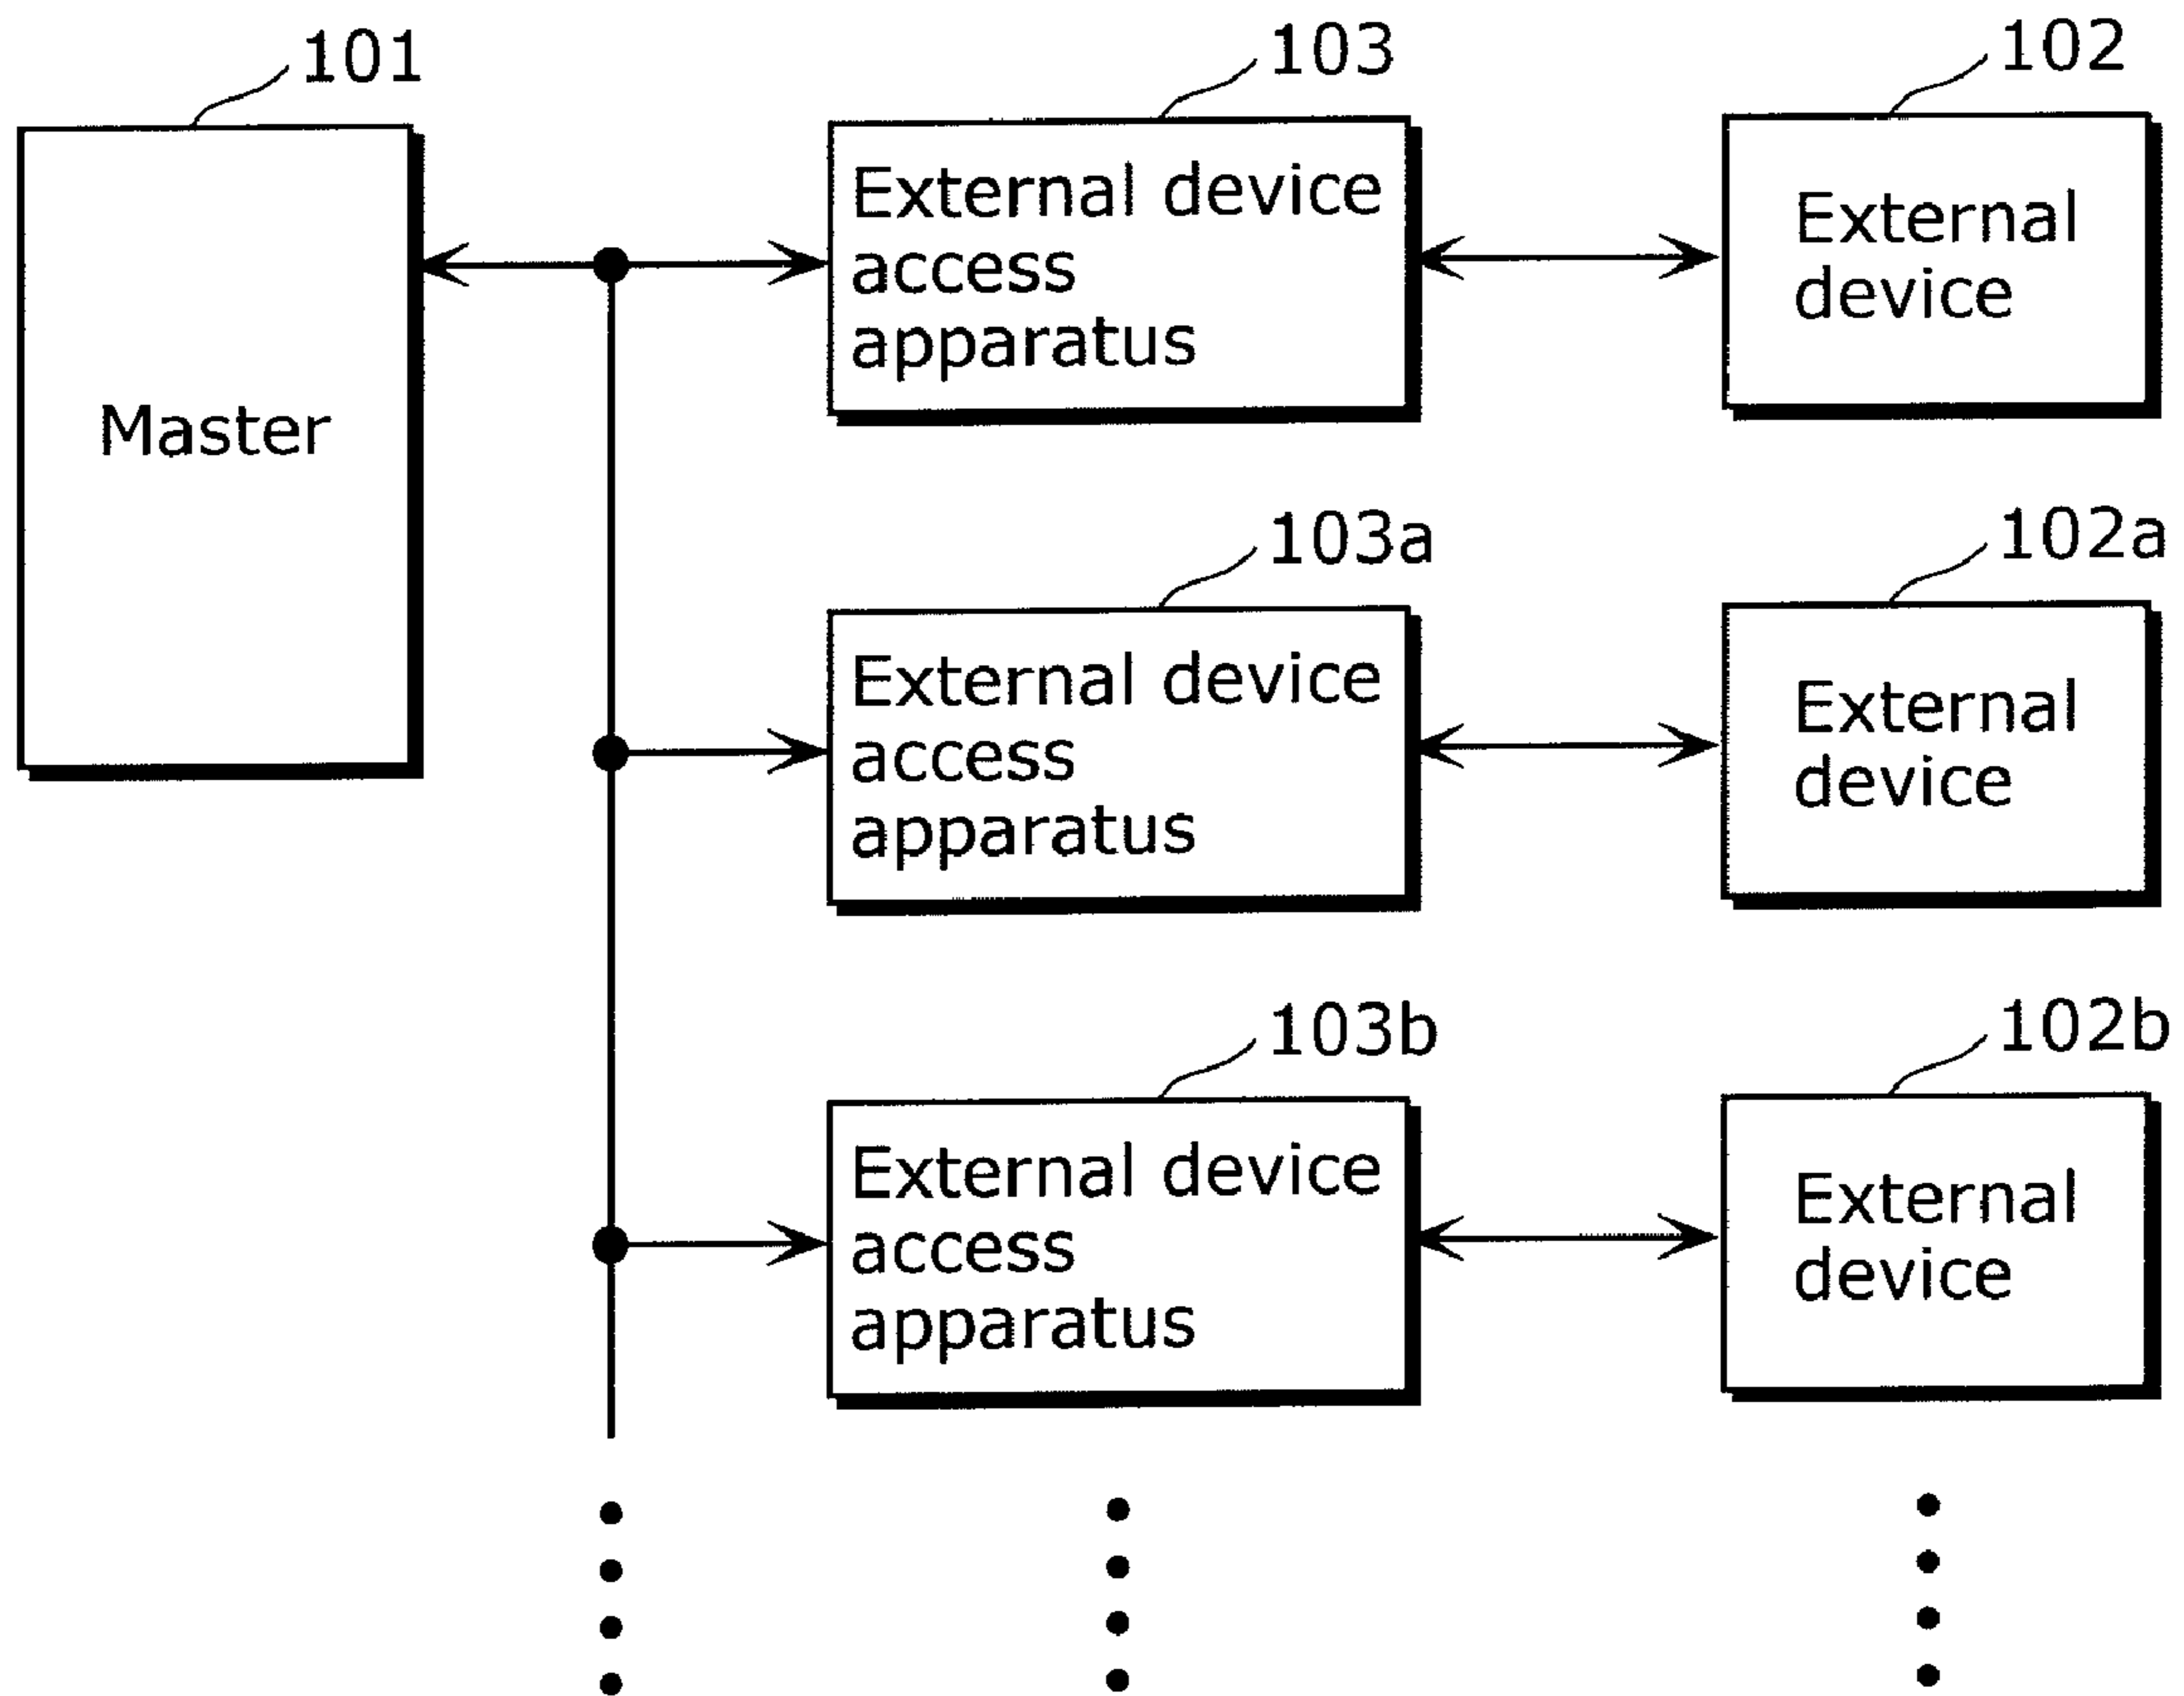 101
103
102
Master
External device
access
apparatus
External
device
103a
102a
External device
access
apparatus
External
device
103b
102b
External device
access
apparatus
External
device